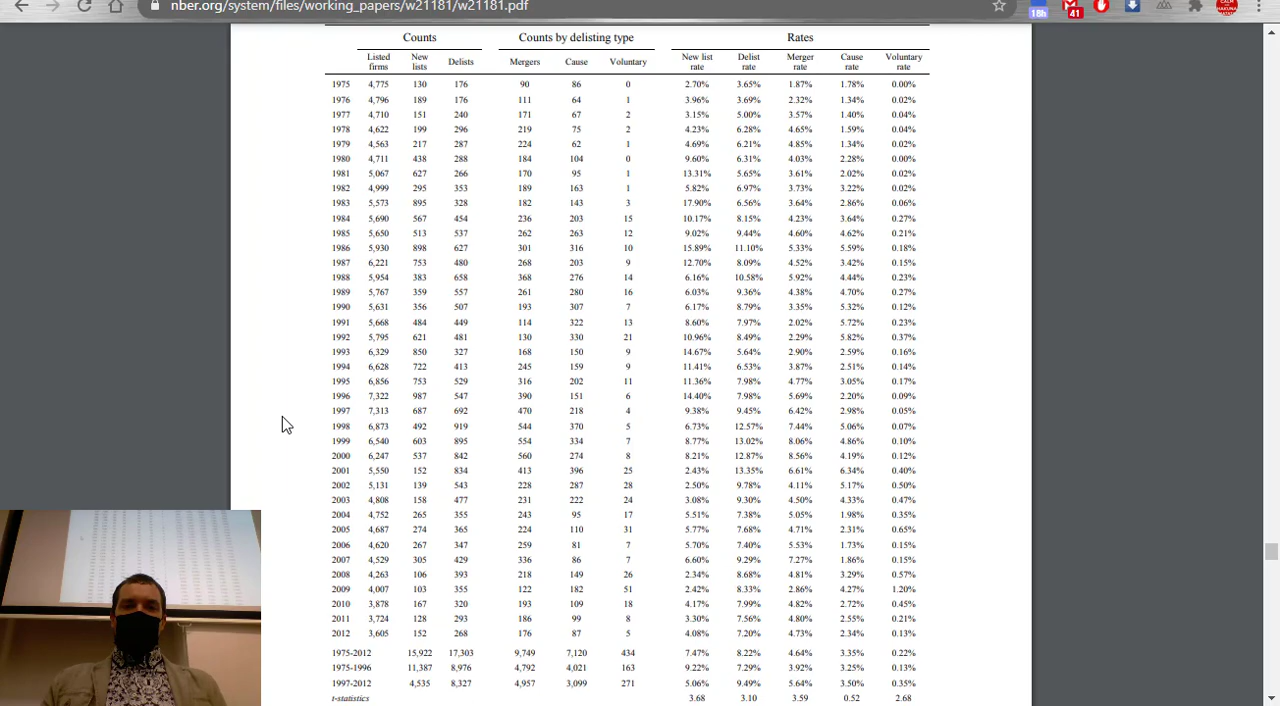 nber.org/system/files/working_papers/w21181/w21181.pdf
18h 41
Counts Counts by delisting type Rates
Listed firms New lists Delists Mergers Cause Voluntary New list rate Delist rate Merger rate Cause rate Voluntary rate
1975 4,775 130 176 90 86 0 2.70% 3.65% 1.87% 1.78% 0.00%
1976 4,796 189 176 111 64 1 3.96% 3.69% 2.32% 1.34% 0.02%
1977 4,710 151 240 171 67 2 3.15% 5.00% 3.57% 1.40% 0.04%
1978 4,622 199 296 219 75 2 4.23% 6.28% 4.65% 1.59% 0.04%
1979 4,563 217 287 224 62 1 4.69% 6.21% 4.85% 1.34% 0.02%
1980 4,711 438 288 184 104 0 9.60% 6.31% 4.03% 2.28% 0.00%
1981 5,067 627 266 170 95 1 13.31% 5.65% 3.61% 2.02% 0.02%
1982 4,999 295 353 189 163 1 5.82% 6.97% 3.73% 3.22% 0.02%
1983 5,573 895 328 182 143 3 17.90% 6.56% 3.64% 2.86% 0.06%
1984 5,690 567 454 236 203 15 10.17% 8.15% 4.23% 3.64% 0.27%
1985 5,650 513 537 262 263 12 9.02% 9.44% 4.60% 4.62% 0.21%
1986 5,930 898 627 301 316 10 15.89% 11.10% 5.33% 5.59% 0.18%
1987 6,221 753 480 268 203 9 12.70% 8.09% 4.52% 3.42% 0.15%
1988 5,954 383 658 368 276 14 6.16% 10.58% 5.92% 4.44% 0.23%
1989 5,767 359 557 261 280 16 6.03% 9.36% 4.38% 4.70% 0.27%
1990 5,631 356 507 193 307 7 6.17% 8.79% 3.35% 5.32% 0.12%
1991 5,668 484 449 114 322 13 8.60% 7.97% 2.02% 5.72% 0.23%
1992 5,795 621 481 130 330 21 10.96% 8.49% 2.29% 5.82% 0.37%
1993 6,329 850 327 168 150 9 14.67% 5.64% 2.90% 2.59% 0.16%
1994 6,628 722 413 245 159 9 11.41% 6.53% 3.87% 2.51% 0.14%
1995 6,856 753 529 316 202 11 11.36% 7.98% 4.77% 3.05% 0.17%
1996 7,322 987 547 390 151 6 14.40% 7.98% 5.69% 2.20% 0.09%
1997 7,313 687 692 470 218 4 9.38% 9.45% 6.42% 2.98% 0.05%
1998 6,873 492 919 544 370 5 6.73% 12.57% 7.44% 5.06% 0.07%
1999 6,540 603 895 554 334 7 8.77% 13.02% 8.06% 4.86% 0.10%
2000 6,247 537 842 560 274 8 8.21% 12.87% 8.56% 4.19% 0.12%
2001 5,550 152 834 413 396 25 2.43% 13.35% 6.61% 6.34% 0.40%
2002 5,131 139 543 228 287 28 2.50% 9.78% 4.11% 5.17% 0.50%
2003 4,808 158 477 231 222 24 3.08% 9.30% 4.50% 4.33% 0.47%
2004 4,752 265 355 243 95 17 5.51% 7.38% 5.05% 1.98% 0.35%
2005 4,687 274 365 224 110 31 5.77% 7.68% 4.71% 2.31% 0.65%
2006 4,620 267 347 259 81 7 5.70% 7.40% 5.53% 1.73% 0.15%
2007 4,529 305 429 336 86 7 6.60% 9.29% 7.27% 1.86% 0.15%
2008 4,263 106 393 218 149 26 2.34% 8.68% 4.81% 3.29% 0.57%
2009 4,007 103 355 122 182 51 2.42% 8.33% 2.86% 4.27% 1.20%
2010 3,878 167 320 193 109 18 4.17% 7.99% 4.82% 2.72% 0.45%
2011 3,724 128 293 186 99 8 3.30% 7.56% 4.80% 2.55% 0.21%
2012 3,605 152 268 176 87 5 4.08% 7.20% 4.73% 2.34% 0.13%
1975-2012 15,922 17,303 9,749 7,120 434 7.47% 8.22% 4.64% 3.35% 0.22%
1975-1996 11,387 8,976 4,792 4,021 163 9.22% 7.29% 3.92% 3.25% 0.13%
1997-2012 4,535 8,327 4,957 3,099 271 5.06% 9.49% 5.64% 3.50% 0.35%
t-statistics 3.68 3.10 3.59 0.52 2.68